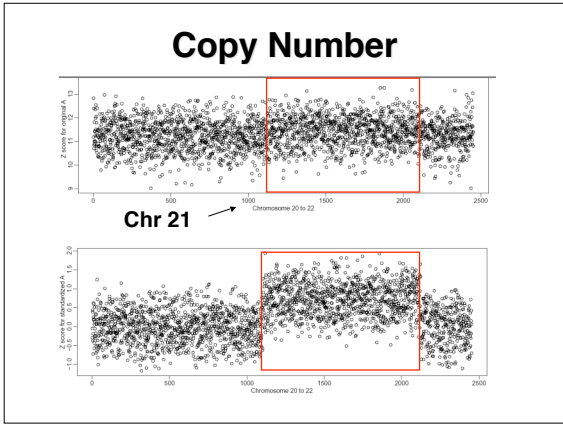 Copy Number
Z score for original A
13
12
11
10
9
0 500 1000 1500 2000 2500
Chromosome 20 to 22
Chr 21
Z score for standardized A
2.0
1.5
1.0
0.5
0.0
−0.5
−1.0
0 500 1000 1500 2000 2500
Chromosome 20 to 22